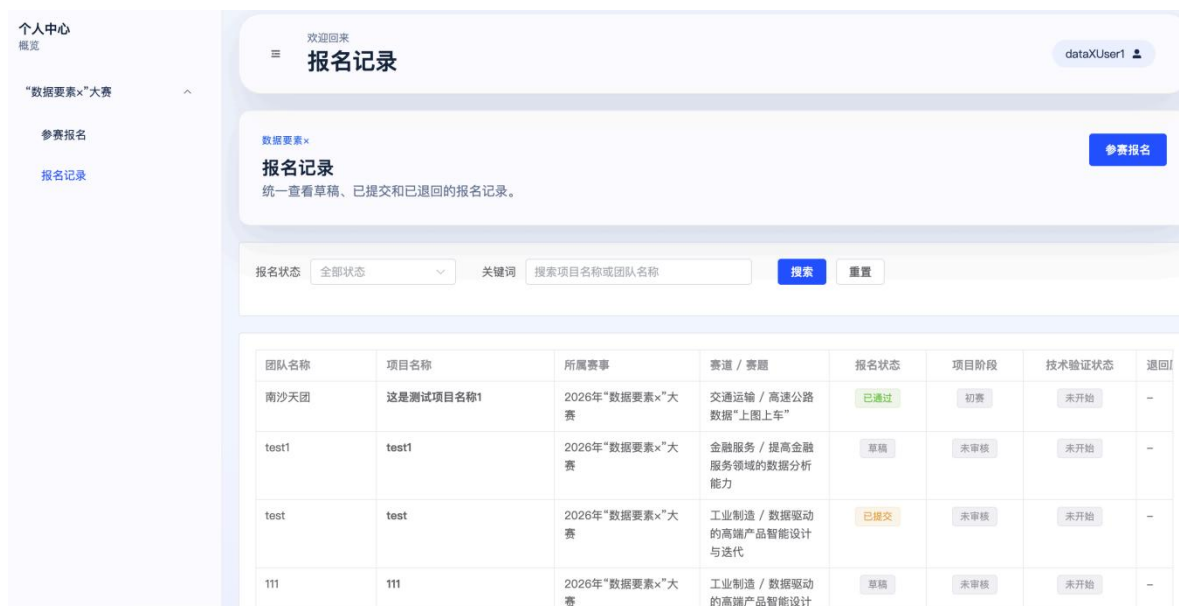 个人中心
概览
“数据要素×”大赛
参赛报名
报名记录
欢迎回来
报名记录
dataXUser1
数据要素×
报名记录
统一查看草稿、已提交和已退回的报名记录。
参赛报名
报名状态 全部状态 关键词 搜索项目名称或团队名称 搜索 重置
团队名称 项目名称 所属赛事 赛道 / 赛题 报名状态 项目阶段 技术验证状态 退回
南沙天团 这是测试项目名称1 2026年“数据要素×”大 交通运输 / 高速公路 已通过 初赛 未开始 –
赛 数据“上图上车”
test1 test1 2026年“数据要素×”大 金融服务 / 提高金融 草稿 未审核 未开始 –
赛 服务领域的数据分析
能力
test test 2026年“数据要素×”大 工业制造 / 数据驱动 已提交 未审核 未开始 –
赛 的高端产品智能设计
与迭代
111 111 2026年“数据要素×”大 工业制造 / 数据驱动 草稿 未审核 未开始 –
赛 的高端产品智能设计